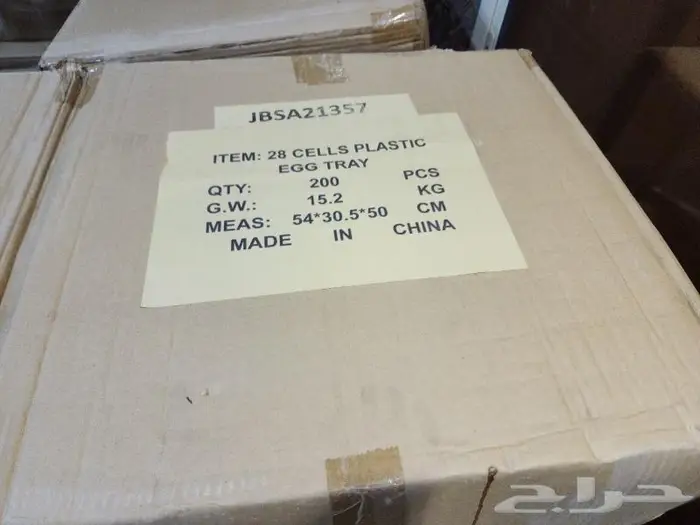 JBSA21357
ITEM: 28 CELLS PLASTIC
EGG TRAY
QTY: 200 PCS
G.W.: 15.2 KG
MEAS: 54*30.5*50 CM
MADE IN CHINA
حراج